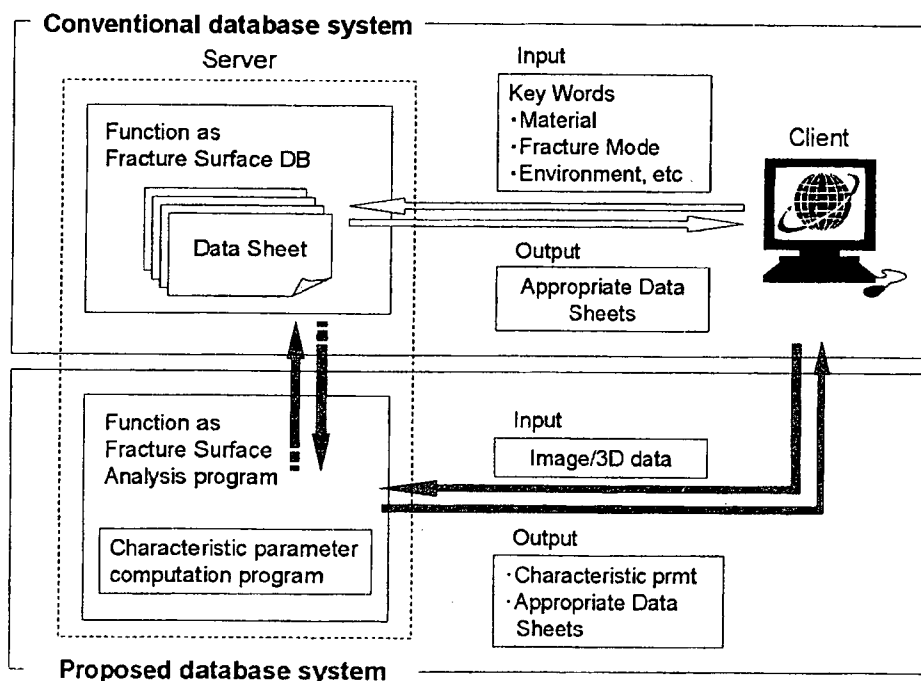 Conventional database system
Server
Function as
Fracture Surface DB
Data Sheet
Input
Key Words
・Material
・Fracture Mode
・Environment, etc
Client
Output
Appropriate Data
Sheets
Function as
Fracture Surface
Analysis program
Characteristic parameter
computation program
Input
Image/3D data
Output
・Characteristic prmt
・Appropriate Data
Sheets
Proposed database system